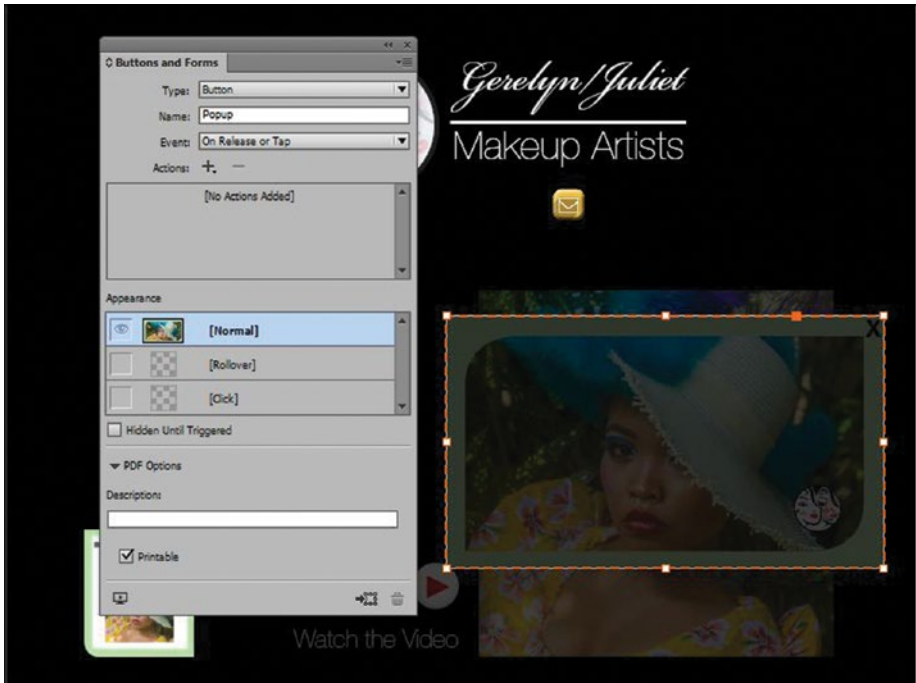 Buttons and Forms
Type: Button
Name: Popup
Event: On Release or Tap
Actions:
[No Actions Added]
Appearance
[Normal]
[Rollover]
[Click]
Hidden Until Triggered
PDF Options
Description:
Printable
Gerelyn/Juliet
Makeup Artists
X
Watch the Video